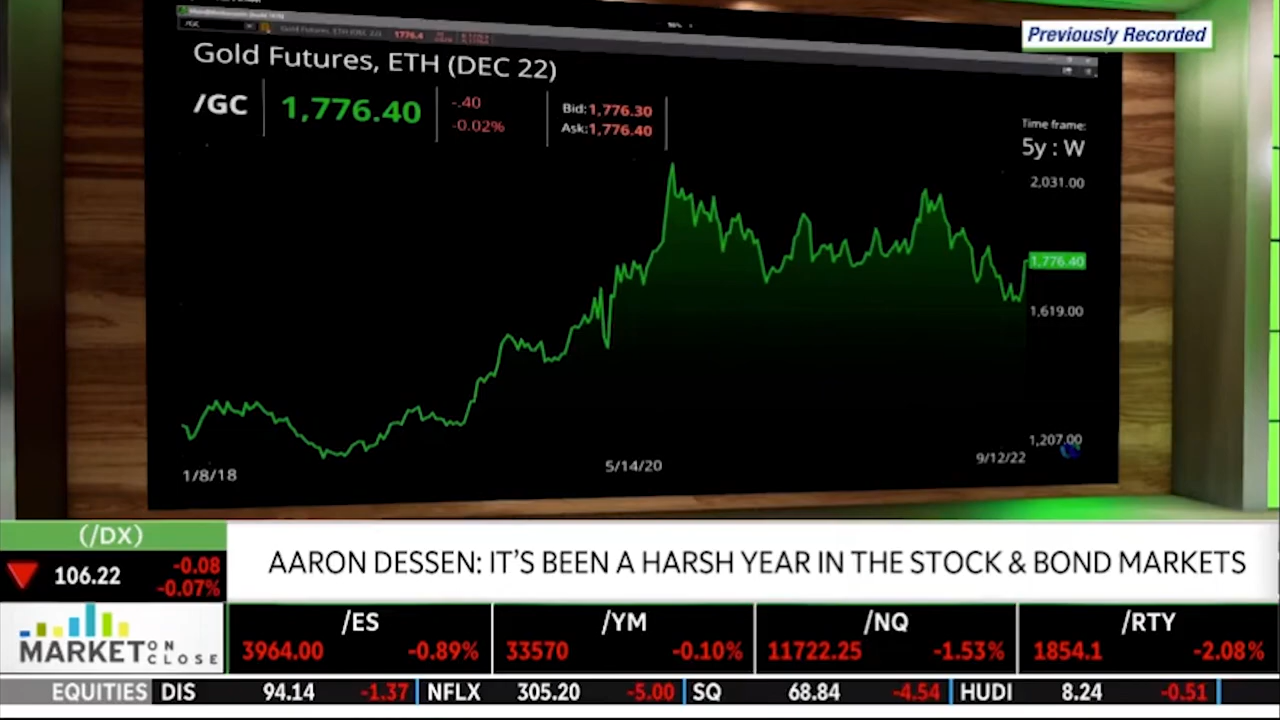 Previously Recorded
/GC
Gold Futures, ETH (DEC 22)
/GC
1,776.40
-.40
-0.02%
Bid: 1,776.30
Ask: 1,776.40
Time frame:
5y : W
2,031.00
1,776.40
1,619.00
1,207.00
1/8/18
5/14/20
9/12/22
(/DX)
106.22
-0.08
-0.07%
AARON DESSEN: IT'S BEEN A HARSH YEAR IN THE STOCK & BOND MARKETS
MARKET ON CLOSE
/ES
3964.00 -0.89%
/YM
33570 -0.10%
/NQ
11722.25 -1.53%
/RTY
1854.1 -2.08%
EQUITIES DIS 94.14 -1.37 NFLX 305.20 -5.00 SQ 68.84 -4.54 HUDI 8.24 -0.51